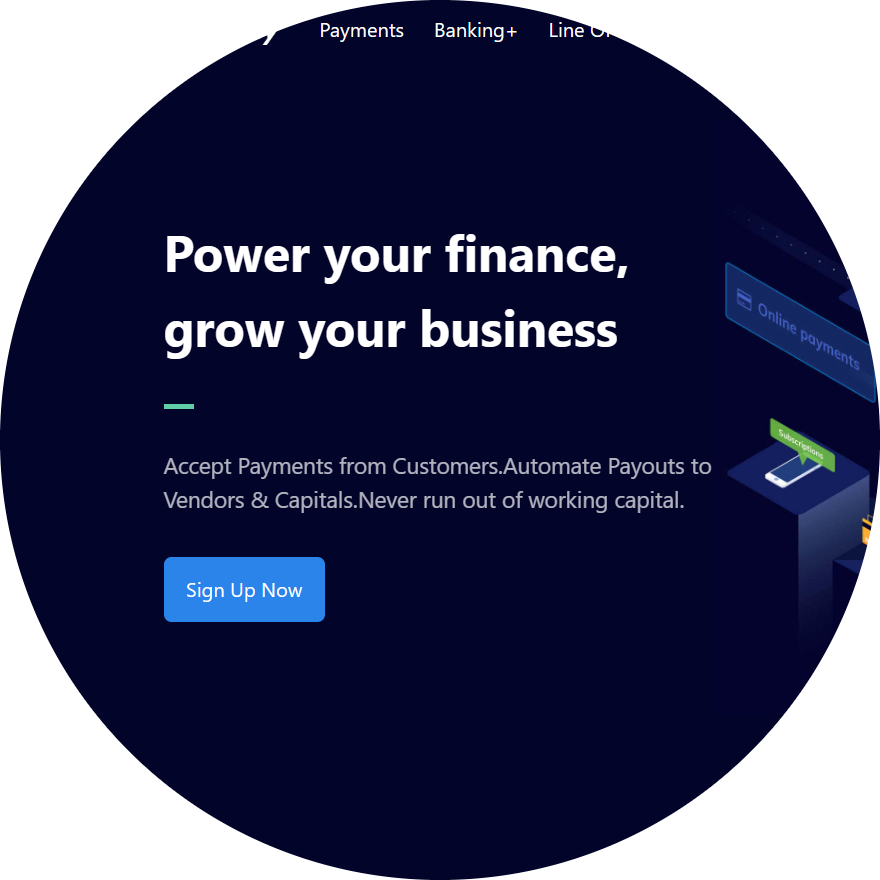 Payments Banking+ Line
Power your finance,
grow your business
Online payments
Subscriptions
Accept Payments from Customers.Automate Payouts to
Vendors & Capitals.Never run out of working capital.
Sign Up Now